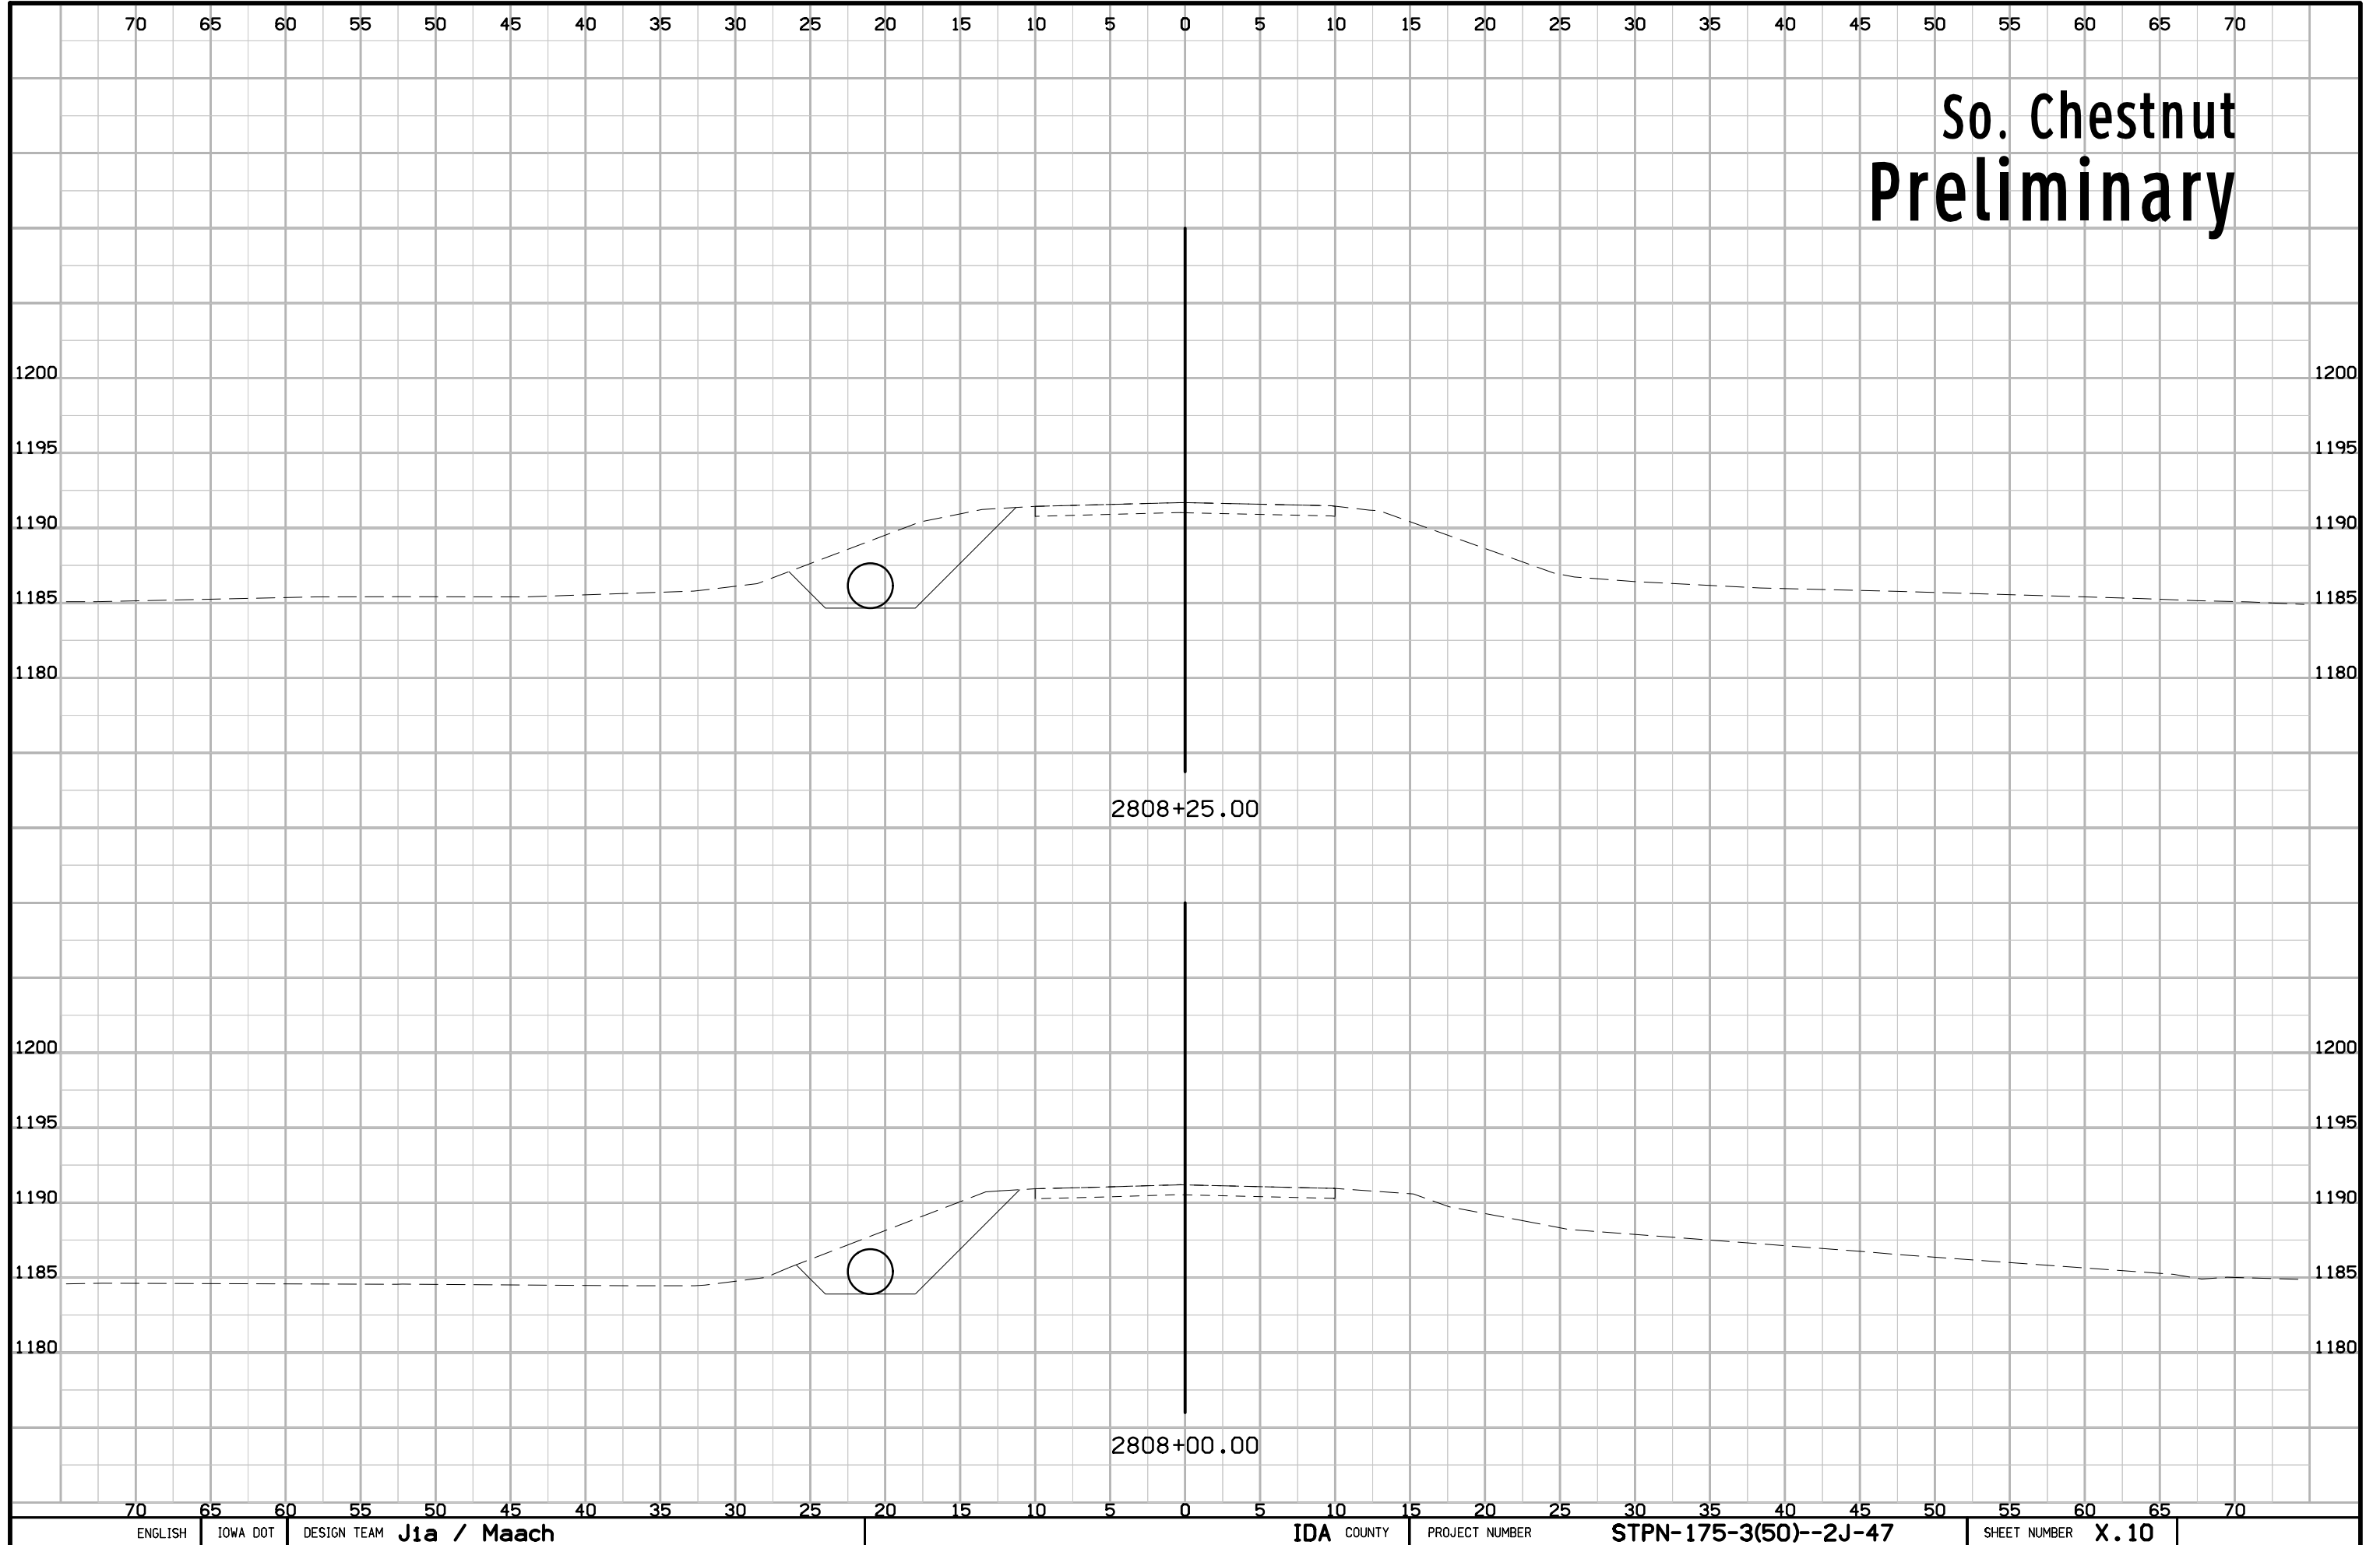 70 65 60 55 50 45 40 35 30 25 20 15 10 5 0 5 10 15 20 25 30 35 40 45 50 55 60 65 70
So. Chestnut
Preliminary
1200 1200
1195 1195
1190 1190
1185 1185
1180 1180
2808+25.00
1200 1200
1195 1195
1190 1190
1185 1185
1180 1180
2808+00.00
70 65 60 55 50 45 40 35 30 25 20 15 10 5 0 5 10 15 20 25 30 35 40 45 50 55 60 65 70
ENGLISH IOWA DOT DESIGN TEAM Jia / Maach IDA COUNTY PROJECT NUMBER STPN-175-3(50)--2J-47 SHEET NUMBER X.10